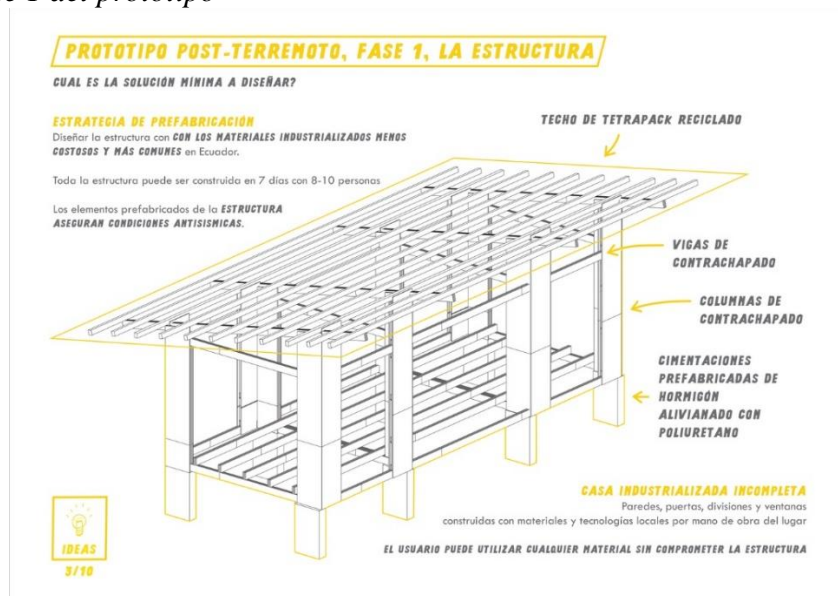 PROTOTIPO POST-TERREMOTO, FASE 1, LA ESTRUCTURA
CUAL ES LA SOLUCIÓN MÍNIMA A DISEÑAR?
ESTRATEGIA DE PREFABRICACIÓN
Diseñar la estructura con CON LOS MATERIALES INDUSTRIALIZADOS MENOS
COSTOSOS Y MÁS COMUNES en Ecuador.
Toda la estructura puede ser construida en 7 días con 8-10 personas
Los elementos prefabricados de la ESTRUCTURA
ASEGURAN CONDICIONES ANTISISMICAS.
TECHO DE TETRAPACK RECICLADO
VIGAS DE
CONTRACHAPADO
COLUMNAS DE
CONTRACHAPADO
CIMENTACIONES
PREFABRICADAS DE
HORMIGÓN
ALIVIANADO CON
POLIURETANO
CASA INDUSTRIALIZADA INCOMPLETA
Paredes, puertas, divisiones y ventanas
construidas con materiales y tecnologías locales por mano de obra del lugar
EL USUARIO PUEDE UTILIZAR CUALQUIER MATERIAL SIN COMPROMETER LA ESTRUCTURA
IDEAS
3/10